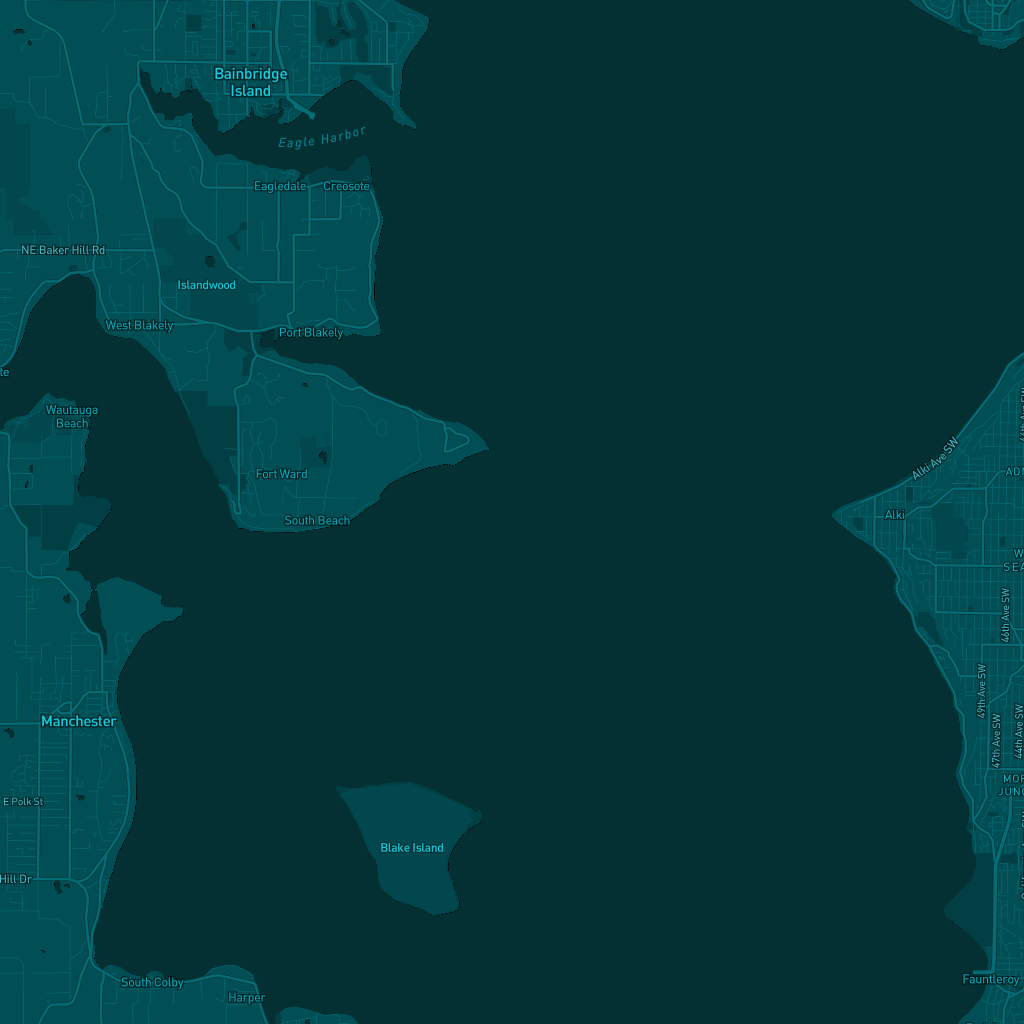 Bainbridge
Island
Eagle Harbor
Eagledale
Creosote
NE Baker Hill Rd
Islandwood
West Blakely
Port Blakely
te
Wautauga
Beach
Alki Ave SW
ADM
Fort Ward
South Beach
Alki
W
SEA
46th Ave SW
49th Ave SW
44th Ave SW
47th Ave SW
Manchester
MOR
JUNC
E Polk St
Blake Island
Hill Dr
South Colby
Harper
Fauntleroy